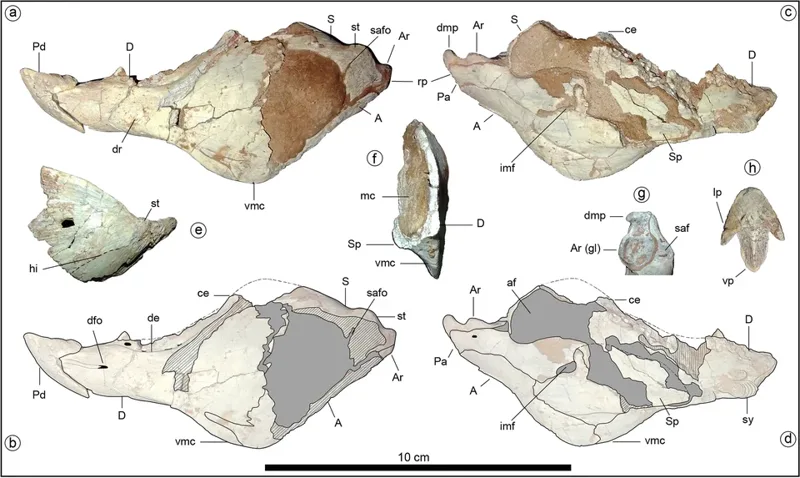 a
S
st
safo
Ar
D
Pd
rp
A
dr
vmc
c
S
ce
dmp
Ar
D
Pa
A
imf
Sp
f
mc
D
Sp
vmc
e
st
hi
g
dmp
saf
Ar (gl)
h
lp
vp
b
ce
S
safo
st
dfo
de
Ar
Pd
D
A
vmc
d
af
ce
Ar
D
Pa
A
imf
Sp
sy
vmc
10 cm